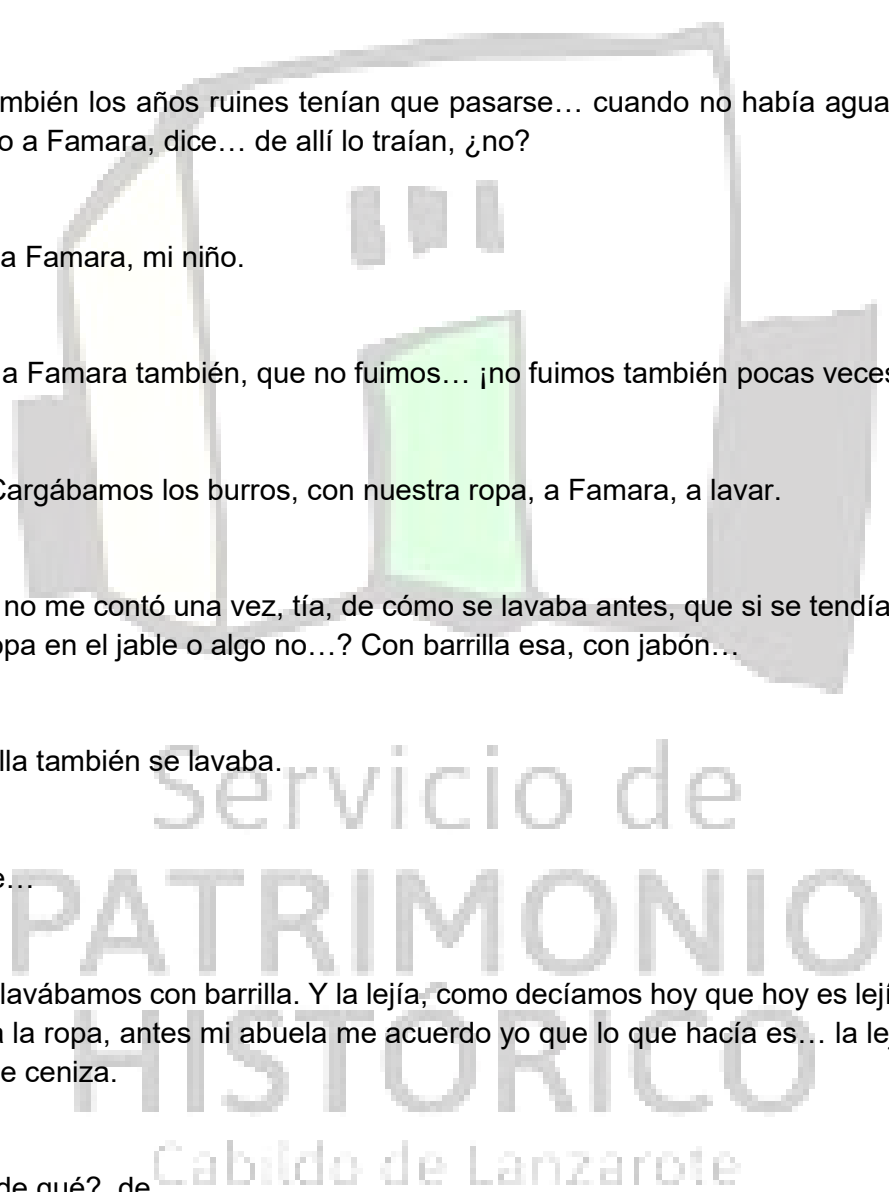 mbién los años ruines tenían que pasarse… cuando no había agua
o a Famara, dice… de allí lo traían, ¿no?
a Famara, mi niño.
a Famara también, que no fuimos… ¡no fuimos también pocas veces
Cargábamos los burros, con nuestra ropa, a Famara, a lavar.
no me contó una vez, tía, de cómo se lavaba antes, que si se tendía
opa en el jable o algo no…? Con barrilla esa, con jabón…
lla también se lavaba.
e…
lavábamos con barrilla. Y la lejía, como decíamos hoy que hoy es lejí
a la ropa, antes mi abuela me acuerdo yo que lo que hacía es… la le
e ceniza.
de qué?, de
Servicio de
PATRIMONIO
HISTÓRICO
Cabildo de Lanzarote